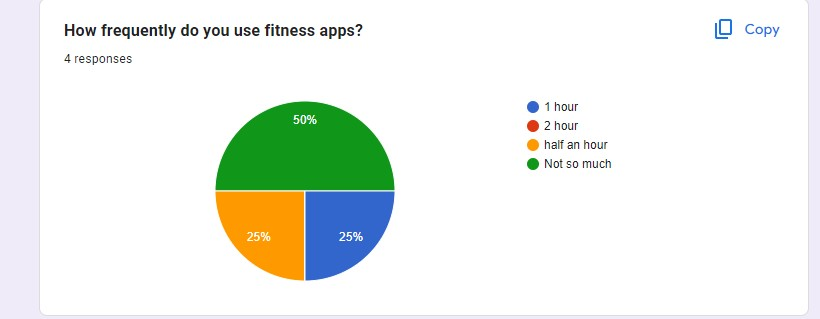 How frequently do you use fitness apps?
Copy
4 responses
50%
25%
25%
1 hour
2 hour
half an hour
Not so much